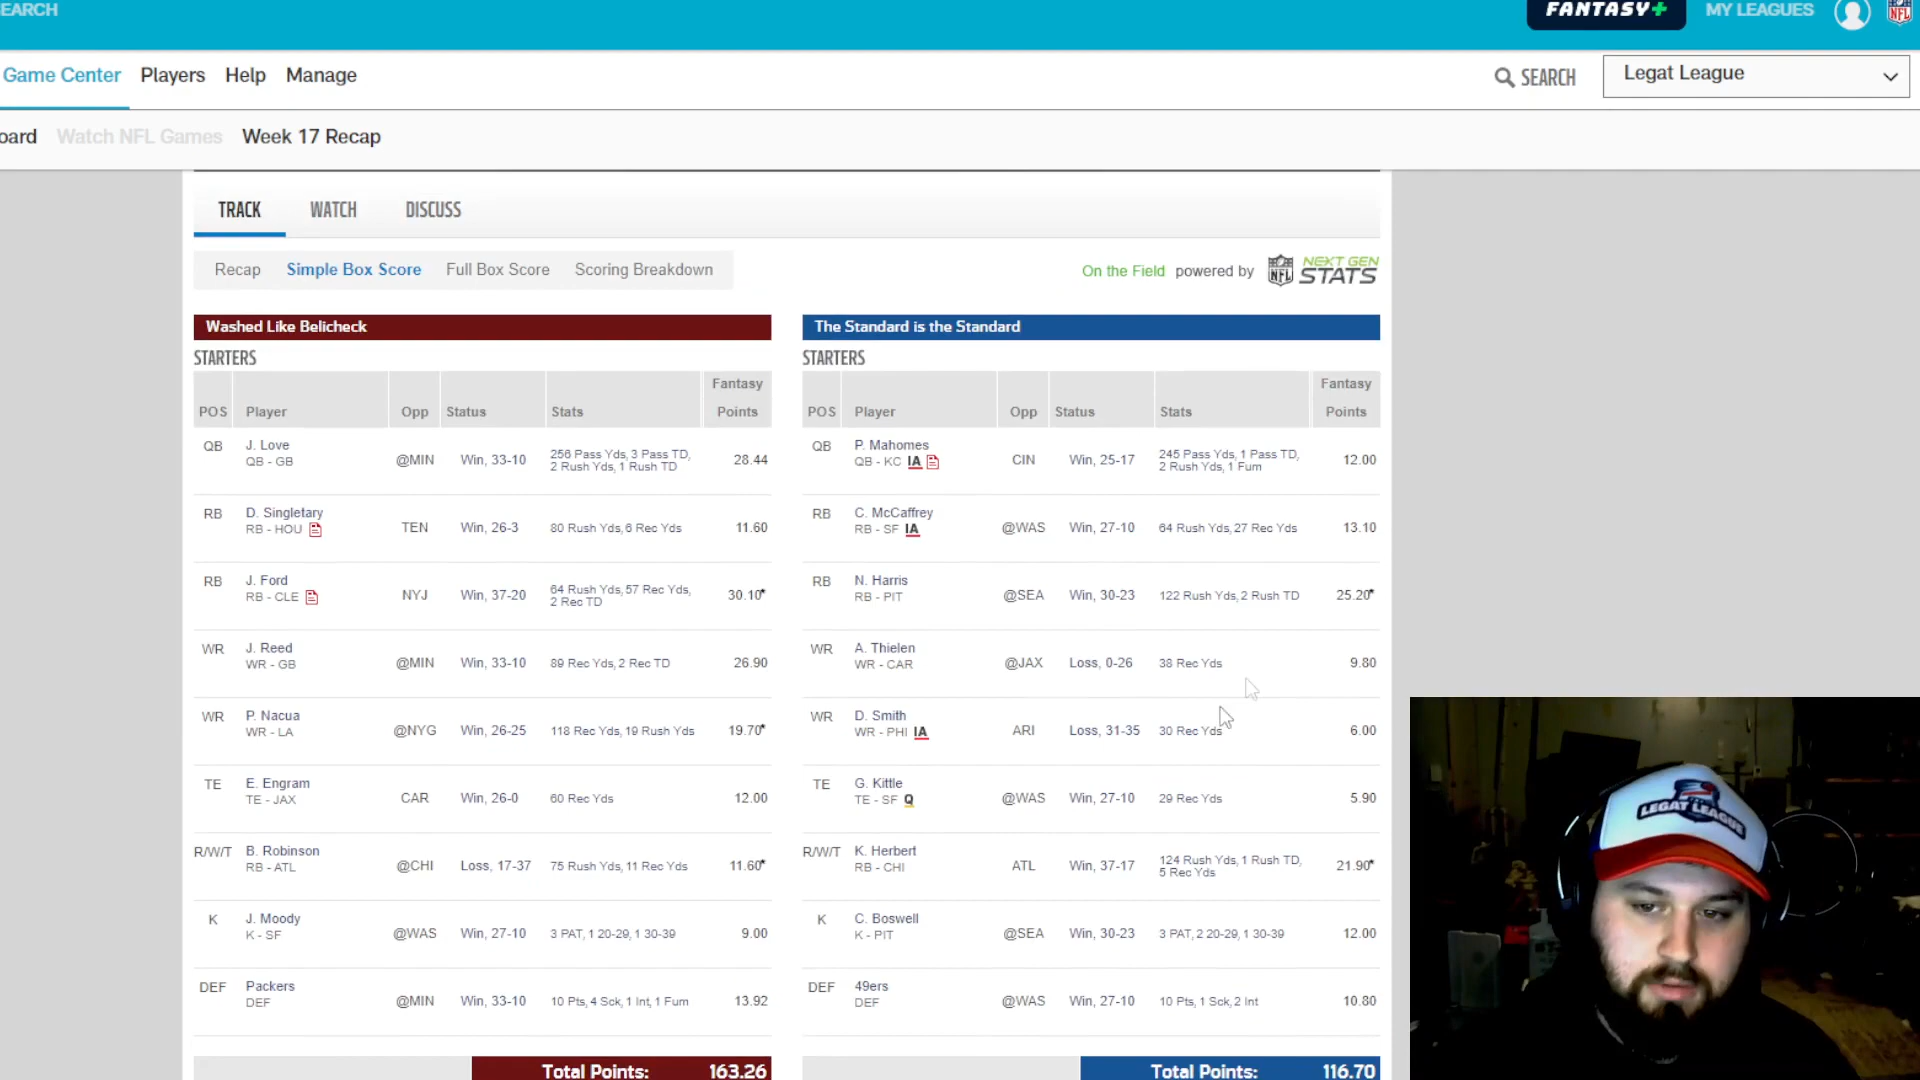 EARCH
FANTASY+
MY LEAGUES
NFL
Game Center Players Help Manage
SEARCH
Legat League
oard Watch NFL Games Week 17 Recap
TRACK WATCH DISCUSS
Recap Simple Box Score Full Box Score Scoring Breakdown
On the Field powered by NFL NEXT GEN STATS
Washed Like Belicheck
STARTERS
POS Player Opp Status Stats Fantasy Points
QB J. Love QB - GB @MIN Win, 33-10 256 Pass Yds, 3 Pass TD, 2 Rush Yds, 1 Rush TD 28.44
RB D. Singletary RB - HOU TEN Win, 26-3 80 Rush Yds, 6 Rec Yds 11.60
RB J. Ford RB - CLE NYJ Win, 37-20 64 Rush Yds, 57 Rec Yds, 2 Rec TD 30.10*
WR J. Reed WR - GB @MIN Win, 33-10 89 Rec Yds, 2 Rec TD 26.90
WR P. Nacua WR - LA @NYG Win, 26-25 118 Rec Yds, 19 Rush Yds 19.70*
TE E. Engram TE - JAX CAR Win, 26-0 60 Rec Yds 12.00
R/W/T B. Robinson RB - ATL @CHI Loss, 17-37 75 Rush Yds, 11 Rec Yds 11.60*
K J. Moody K - SF @WAS Win, 27-10 3 PAT, 1 20-29, 1 30-39 9.00
DEF Packers DEF @MIN Win, 33-10 10 Pts, 4 Sck, 1 Int, 1 Fum 13.92
Total Points: 163.26
The Standard is the Standard
STARTERS
POS Player Opp Status Stats Fantasy Points
QB P. Mahomes QB - KC IA CIN Win, 25-17 245 Pass Yds, 1 Pass TD, 2 Rush Yds, 1 Fum 12.00
RB C. McCaffrey RB - SF IA @WAS Win, 27-10 64 Rush Yds, 27 Rec Yds 13.10
RB N. Harris RB - PIT @SEA Win, 30-23 122 Rush Yds, 2 Rush TD 25.20*
WR A. Thielen WR - CAR @JAX Loss, 0-26 38 Rec Yds 9.80
WR D. Smith WR - PHI IA ARI Loss, 31-35 30 Rec Yds 6.00
TE G. Kittle TE - SF Q @WAS Win, 27-10 29 Rec Yds 5.90
R/W/T K. Herbert RB - CHI ATL Win, 37-17 124 Rush Yds, 1 Rush TD, 5 Rec Yds 21.90*
K C. Boswell K - PIT @SEA Win, 30-23 3 PAT, 2 20-29, 1 30-39 12.00
DEF 49ers DEF @WAS Win, 27-10 10 Pts, 1 Sck, 2 Int 10.80
Total Points: 116.70
LEGAT LEAGUE